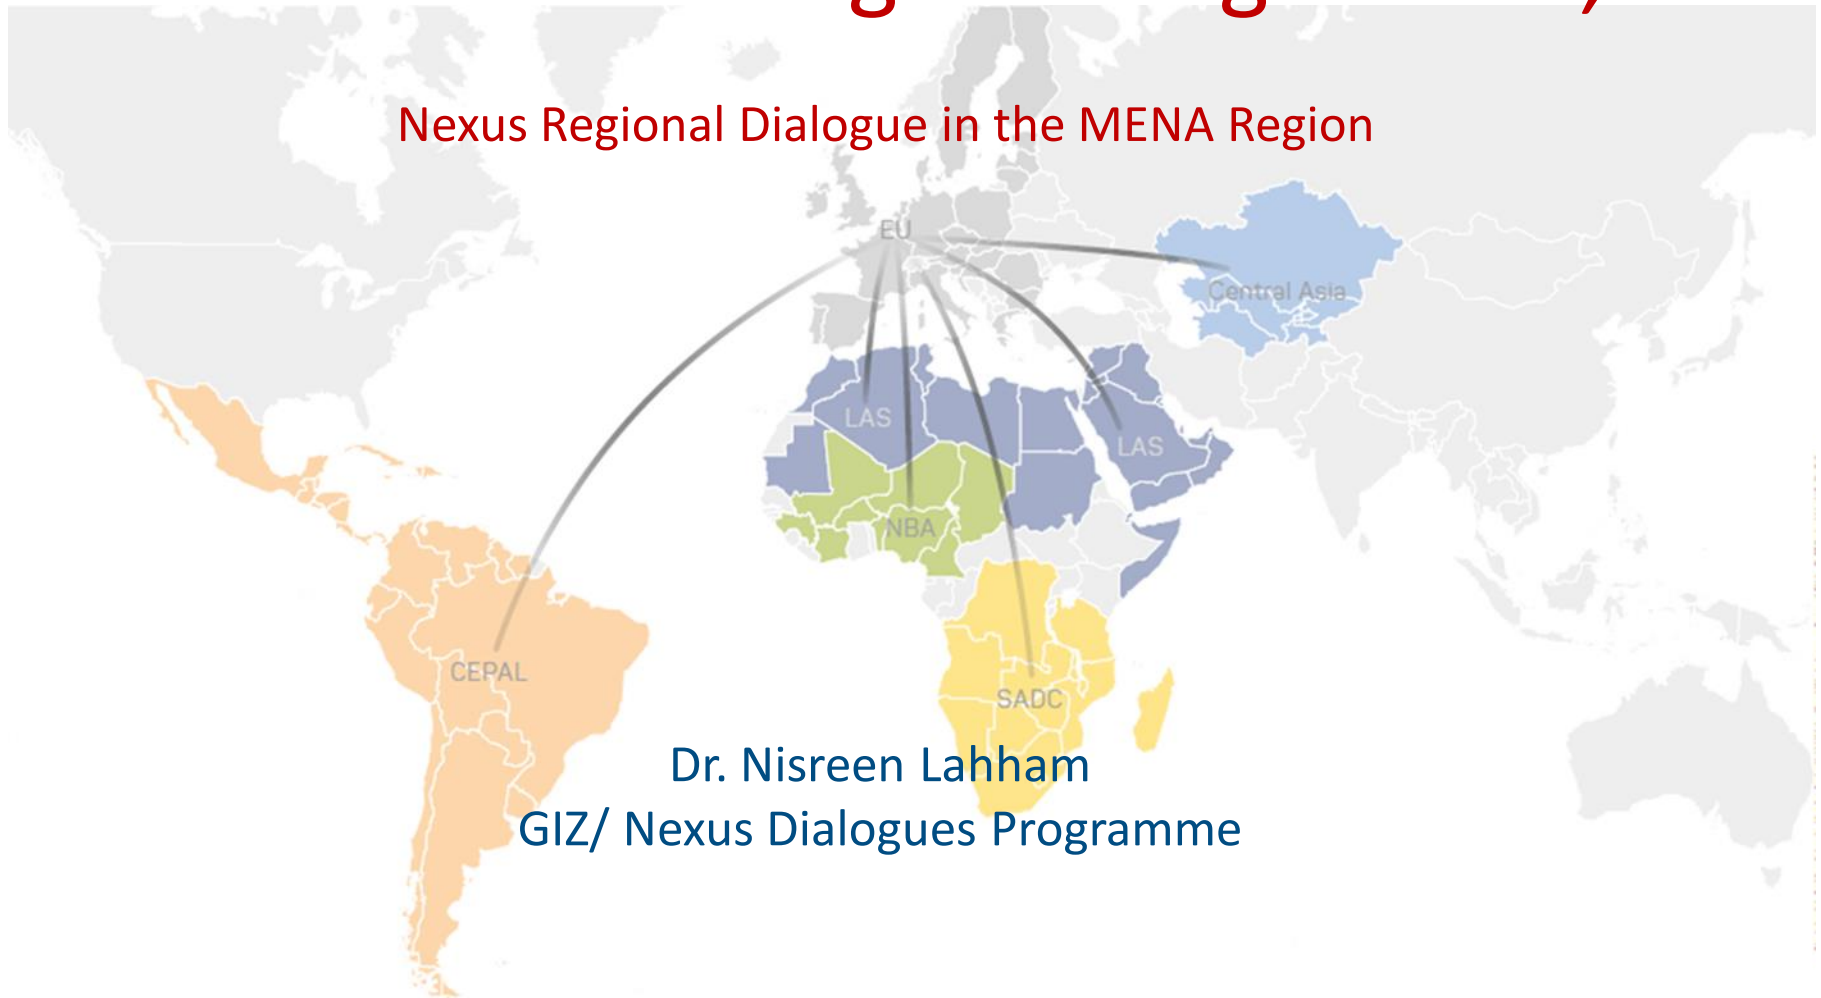 Nexus Regional Dialogue in the MENA Region
EU
Central Asia
LAS
LAS
NBA
CEPAL
SADC
Dr. Nisreen Lahham
GIZ/ Nexus Dialogues Programme